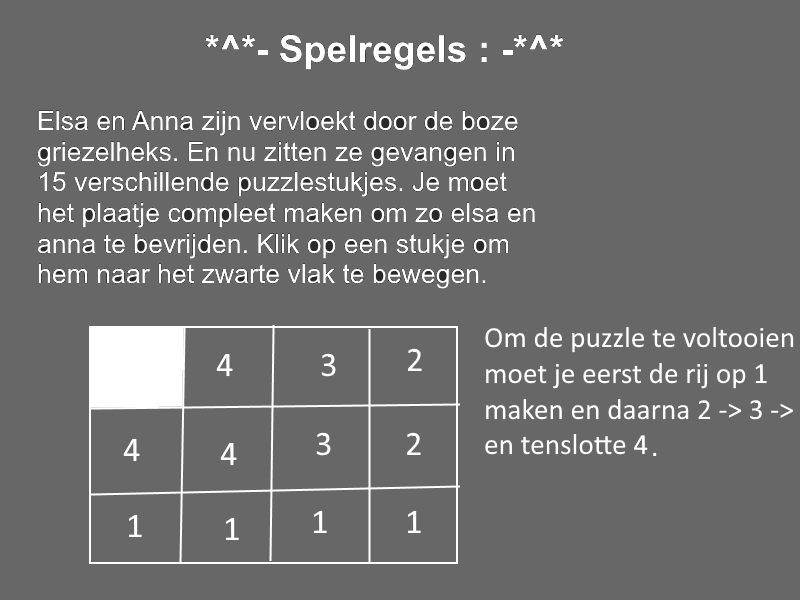 *^*- Spelregels : -*^*
Elsa en Anna zijn vervloekt door de boze
griezelheks. En nu zitten ze gevangen in
15 verschillende puzzlestukjes. Je moet
het plaatje compleet maken om zo elsa en
anna te bevrijden. Klik op een stukje om
hem naar het zwarte vlak te bewegen.
Om de puzzle te voltooien
moet je eerst de rij op 1
maken en daarna 2 -> 3 ->
en tenslotte 4 .
4 3 2
4 4 3 2
1 1 1 1